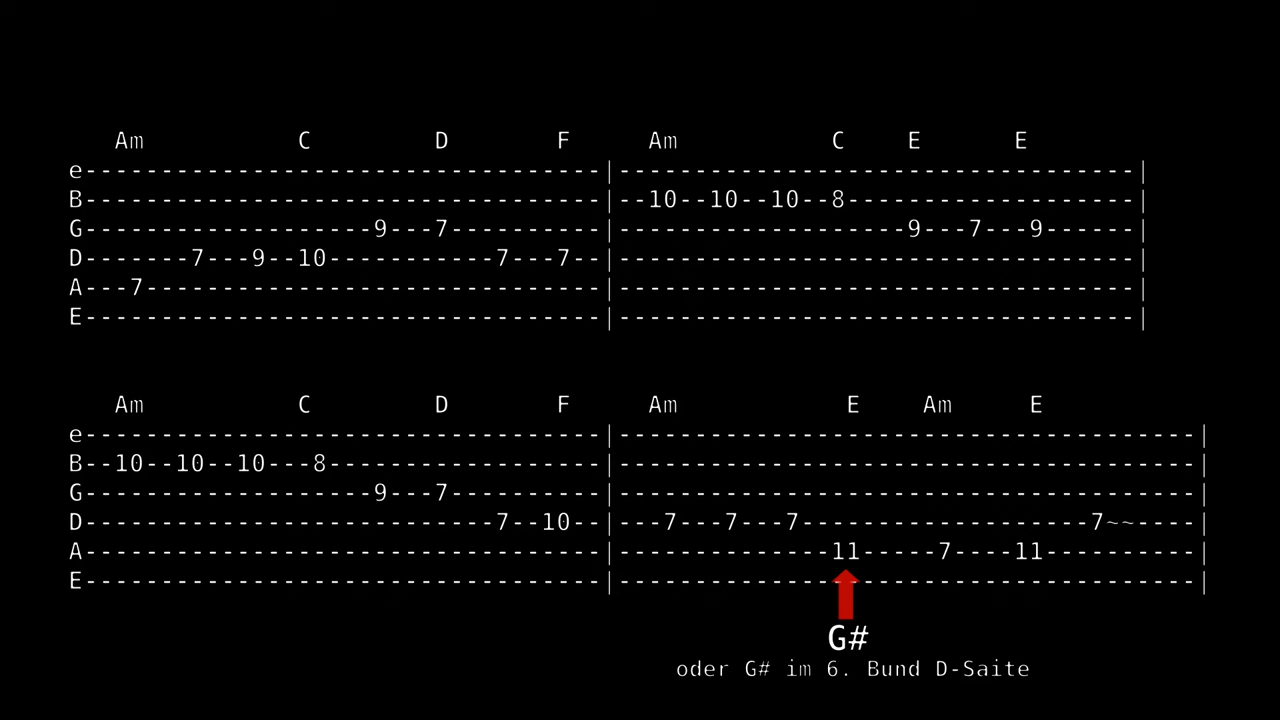 Am          C        D       F     Am           C    E      E
e----------------------------------|----------------------------------|
B----------------------------------|--10--10--10--8-------------------|
G-------------------9---7----------|-------------------9---7---9------|
D-------7---9--10-----------7---7--|----------------------------------|
A---7------------------------------|----------------------------------|
E----------------------------------|----------------------------------|
   Am          C        D       F     Am           E    Am     E
e----------------------------------|--------------------------------------|
B--10--10--10---8------------------|--------------------------------------|
G-------------------9---7----------|--------------------------------------|
D---------------------------7--10--|---7---7---7-------------------7~~----|
A----------------------------------|--------------11-----7----11----------|
E----------------------------------|--------------------------------------|
G#
oder G# im 6. Bund D-Saite